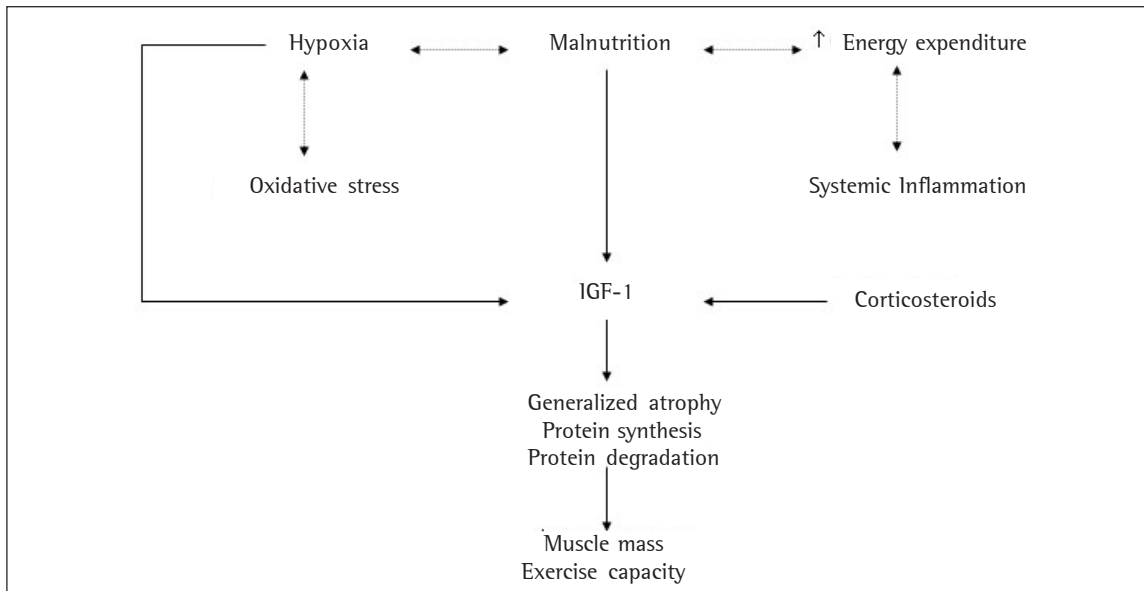 Hypoxia
Malnutrition
↑ Energy expenditure
Oxidative stress
Systemic Inflammation
IGF-1
Corticosteroids
Generalized atrophy
Protein synthesis
Protein degradation
Muscle mass
Exercise capacity